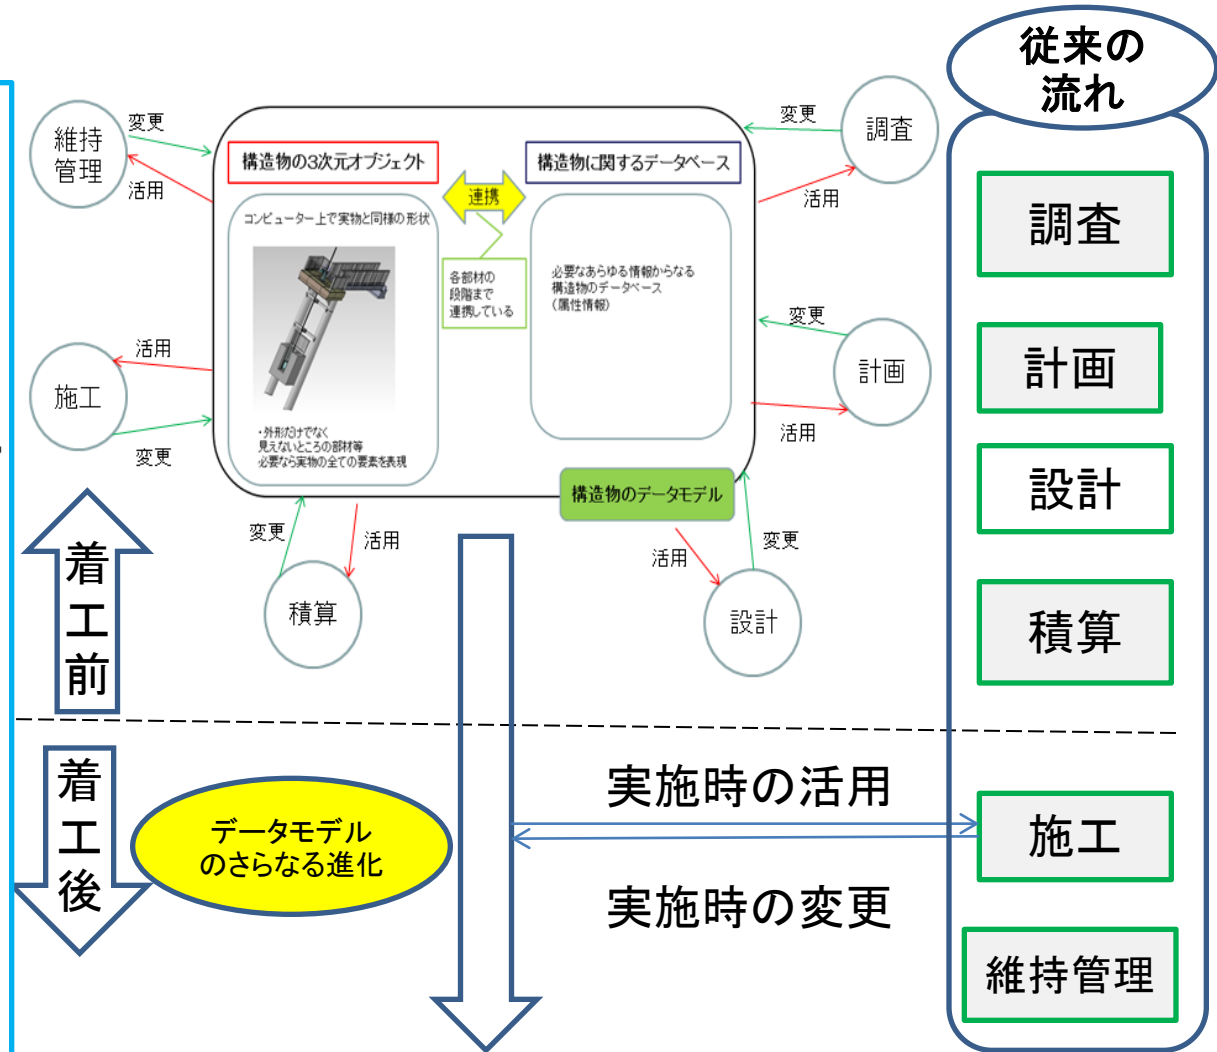 従来の
流れ
維持
管理
変更
活用
構造物の3次元オブジェクト
連携
構造物に関するデータベース
変更
調査
活用
コンピューター上で実物と同様の形状
各部材の
段階まで
連携している
必要なあらゆる情報からなる
構造物のデータベース
(属性情報)
・外形だけでなく
見えないところの部材等
必要なら実物の全ての要素を表現
施工
活用
変更
変更
計画
活用
構造物のデータモデル
変更
活用
積算
活用
変更
設計
調査
計画
設計
積算
着工前
着工後
データモデル
のさらなる進化
実施時の活用
実施時の変更
施工
維持管理